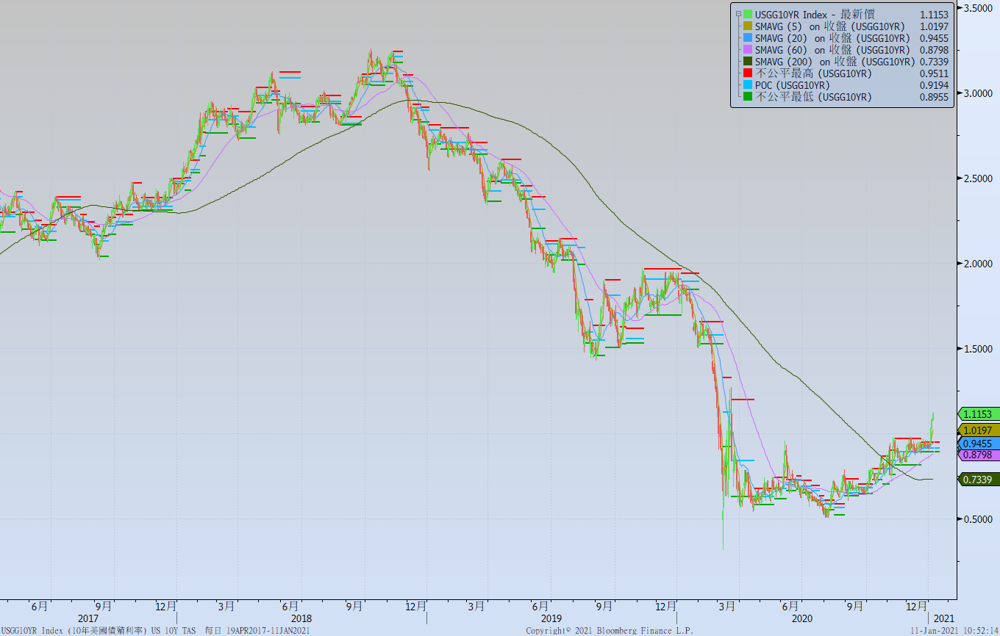 USGG10YR Index - 最新價 1.1153
SMAVG (5) on 收盤 (USGG10YR) 1.0197
SMAVG (20) on 收盤 (USGG10YR) 0.9455
SMAVG (60) on 收盤 (USGG10YR) 0.8798
SMAVG (200) on 收盤 (USGG10YR) 0.7339
不公平最高 (USGG10YR) 0.9511
POC (USGG10YR) 0.9194
不公平最低 (USGG10YR) 0.8955
3.5000
3.0000
2.5000
2.0000
1.5000
1.1153
1.0197
0.9455
0.8798
0.7339
0.5000
6月 9月 12月 3月 6月 9月 12月 3月 6月 9月 12月 3月 6月 9月 12月
2017 2018 2019 2020 2021
USGG10YR Index (10年美國債殖利率) US 10Y TAS 每日 19APR2017-11JAN2021 Copyright© 2021 Bloomberg Finance L.P. 11-Jan-2021 10:52:14